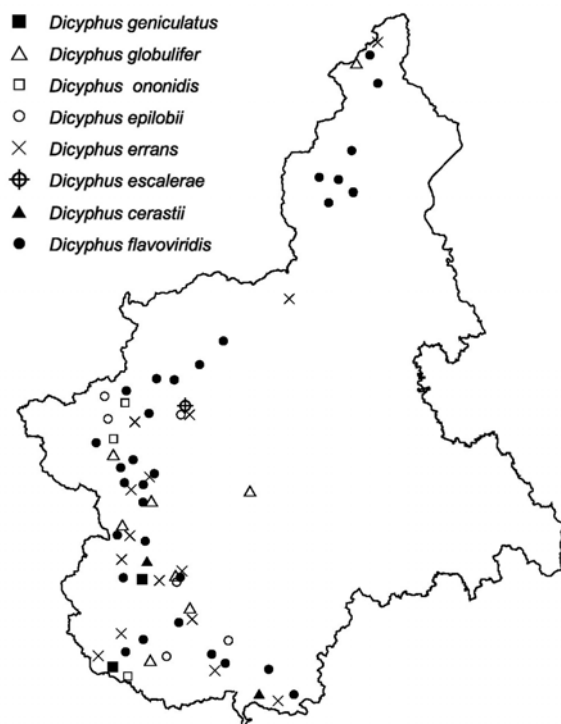 Dicyphus geniculatus
Dicyphus globulifer
Dicyphus ononidis
Dicyphus epilobii
Dicyphus errans
Dicyphus escalerae
Dicyphus cerastii
Dicyphus flavoviridis